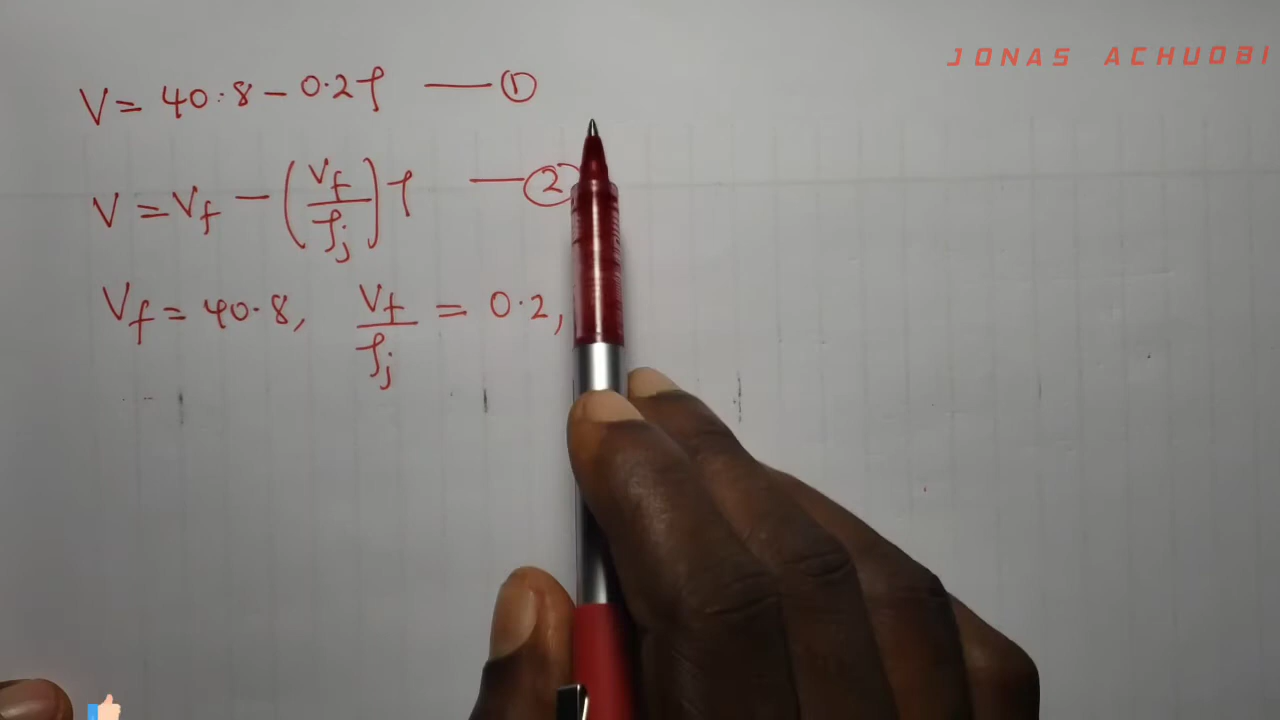 JONAS ACHUOBI
V = 40.8 - 0.2ρ —— ①
V = Vf - (Vf/ρj)ρ —— ②
Vf = 40.8, Vf/ρj = 0.2,